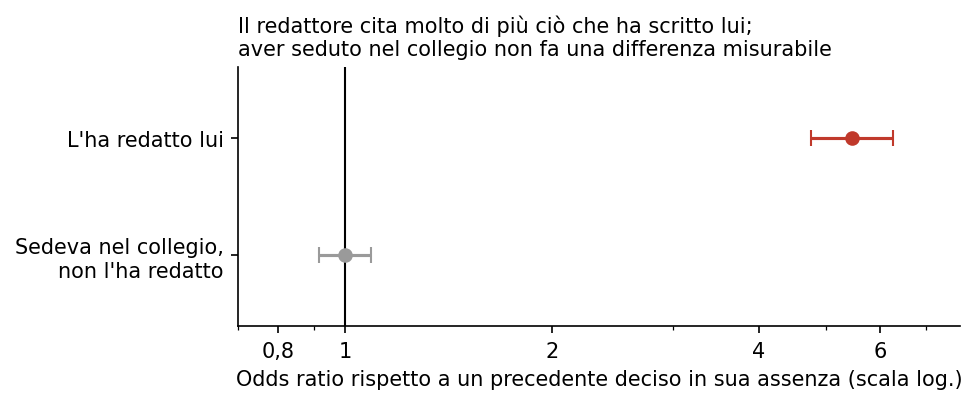 Il redattore cita molto di più ciò che ha scritto lui;
aver seduto nel collegio non fa una differenza misurabile
L'ha redatto lui
Sedeva nel collegio,
non l'ha redatto
0,8 1 2 4 6
Odds ratio rispetto a un precedente deciso in sua assenza (scala log.)